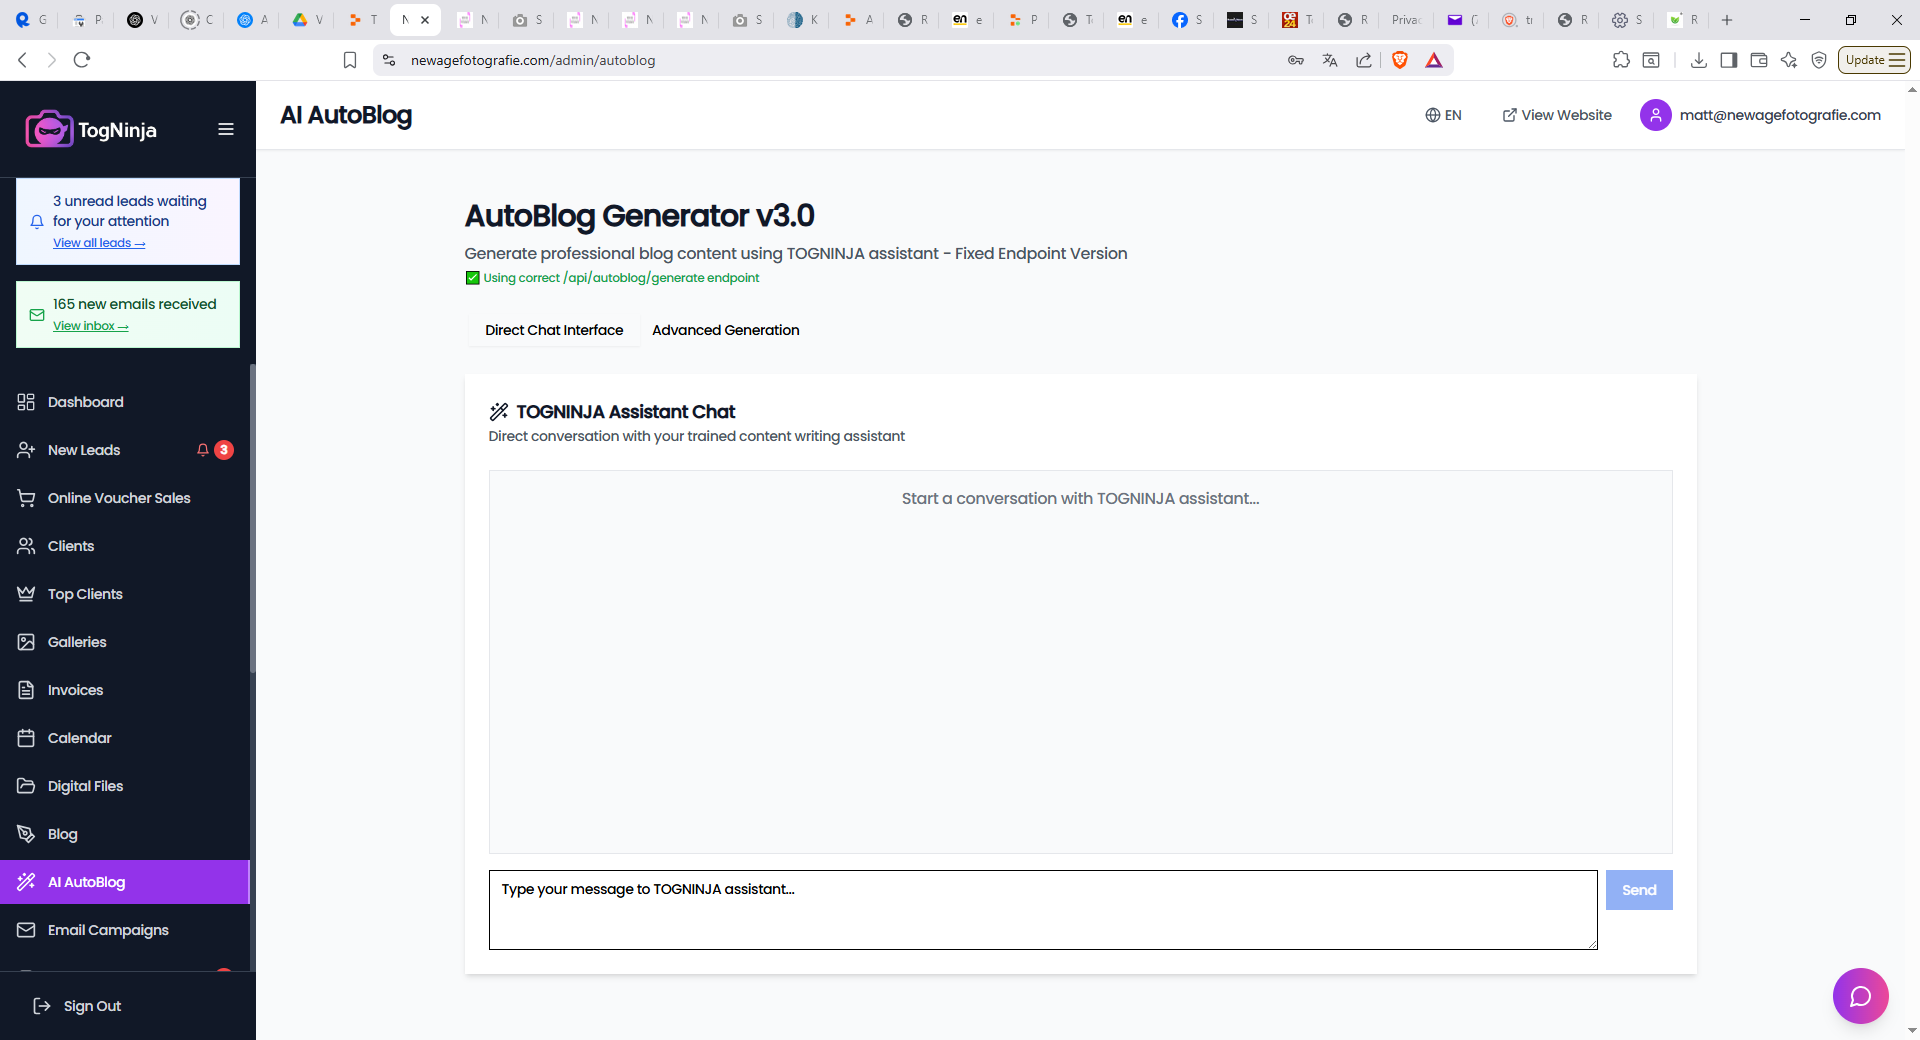 G
P
V
C
A
V
T
N
N
S
N
N
N
S
K
A
R
e
P
T
e
S
S
T
R
Privac
(7
tr
R
S
R
newagefotografie.com/admin/autoblog
Update
TogNinja
AI AutoBlog
EN
View Website
matt@newagefotografie.com
3 unread leads waiting
for your attention
View all leads →
165 new emails received
View inbox →
Dashboard
New Leads
3
Online Voucher Sales
Clients
Top Clients
Galleries
Invoices
Calendar
Digital Files
Blog
AI AutoBlog
Email Campaigns
Sign Out
AutoBlog Generator v3.0
Generate professional blog content using TOGNINJA assistant - Fixed Endpoint Version
✅ Using correct /api/autoblog/generate endpoint
Direct Chat Interface
Advanced Generation
TOGNINJA Assistant Chat
Direct conversation with your trained content writing assistant
Start a conversation with TOGNINJA assistant...
Type your message to TOGNINJA assistant...
Send